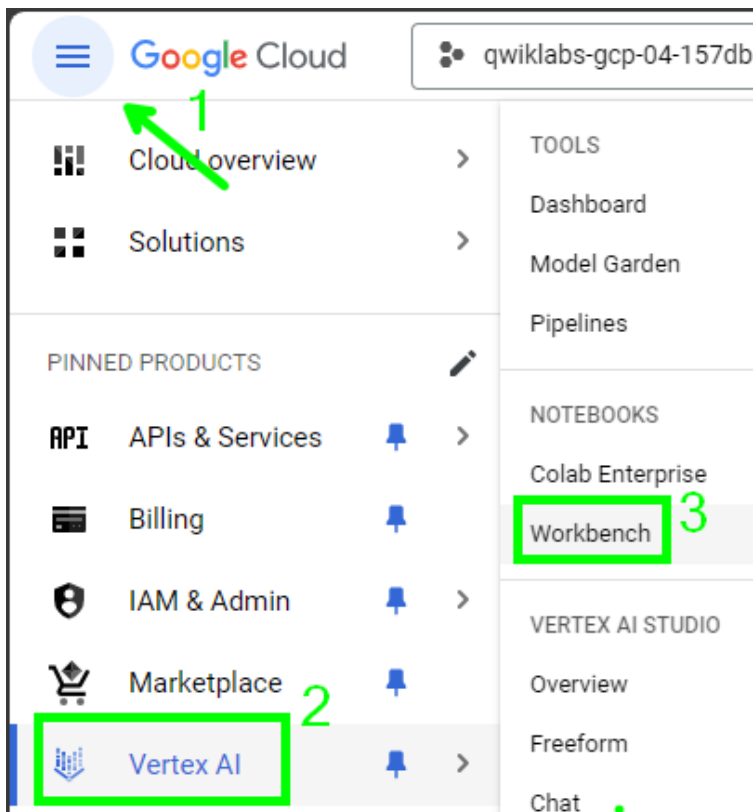 Google Cloud
qwiklabs-gcp-04-157db
1
Cloud overview
Solutions
PINNED PRODUCTS
API APIs & Services
Billing
IAM & Admin
Marketplace
2
Vertex AI
TOOLS
Dashboard
Model Garden
Pipelines
NOTEBOOKS
Colab Enterprise
Workbench
3
VERTEX AI STUDIO
Overview
Freeform
Chat